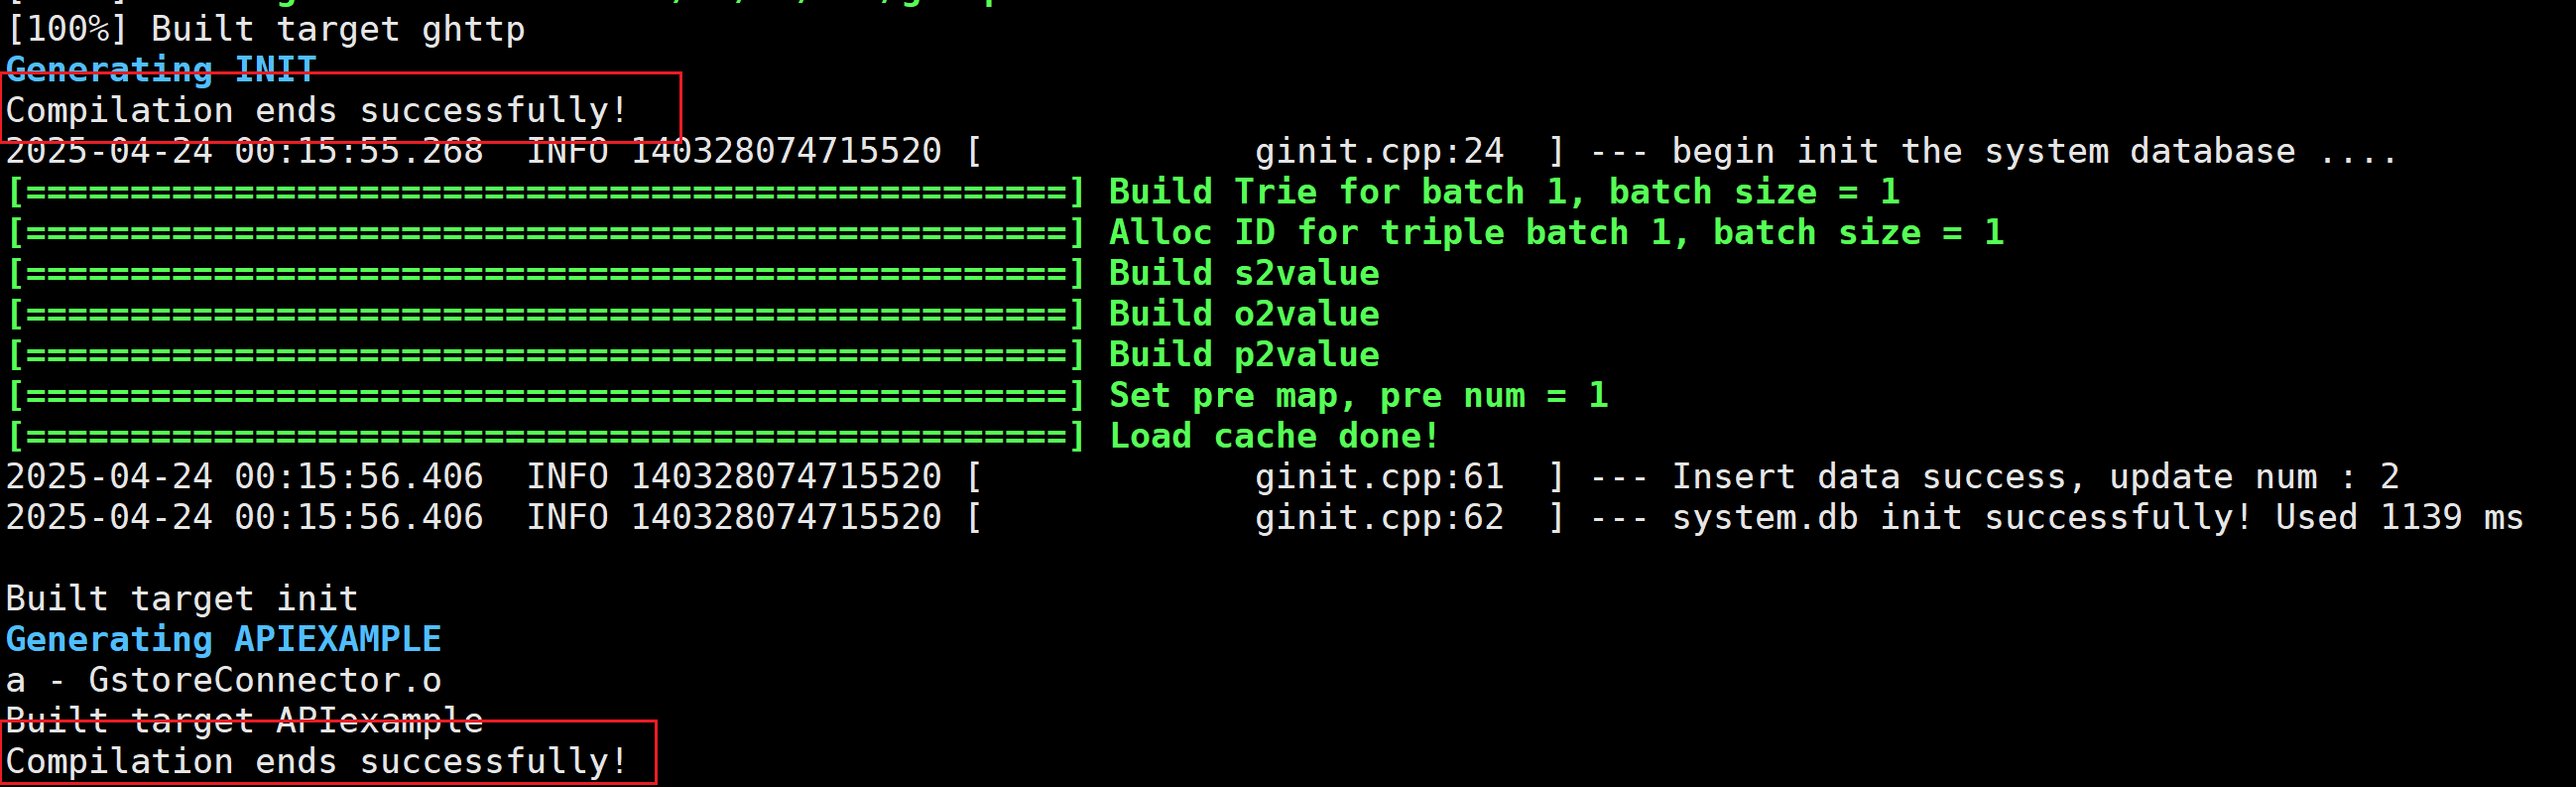 [100%] Built target ghttp
Generating INIT
Compilation ends successfully!
2025-04-24 00:15:55.268  INFO 140328074715520 [             ginit.cpp:24  ] --- begin init the system database ....
[==================================================] Build Trie for batch 1, batch size = 1
[==================================================] Alloc ID for triple batch 1, batch size = 1
[==================================================] Build s2value
[==================================================] Build o2value
[==================================================] Build p2value
[==================================================] Set pre map, pre num = 1
[==================================================] Load cache done!
2025-04-24 00:15:56.406  INFO 140328074715520 [             ginit.cpp:61  ] --- Insert data success, update num : 2
2025-04-24 00:15:56.406  INFO 140328074715520 [             ginit.cpp:62  ] --- system.db init successfully! Used 1139 ms
Built target init
Generating APIEXAMPLE
a - GstoreConnector.o
Built target APIexample
Compilation ends successfully!